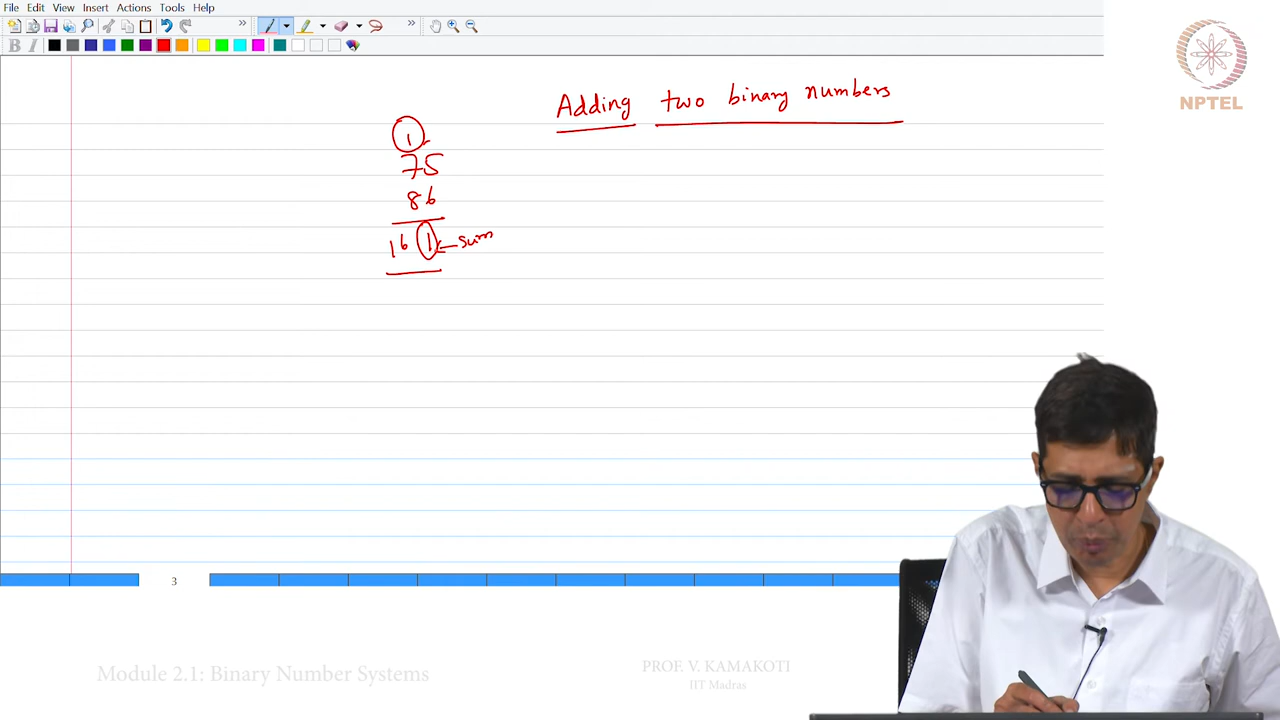 File Edit View Insert Actions Tools Help
B I
NPTEL
Adding two binary numbers
1
75
86
161 ← sum
3
Module 2.1: Binary Number Systems
PROF. V. KAMAKOTI
IIT Madras